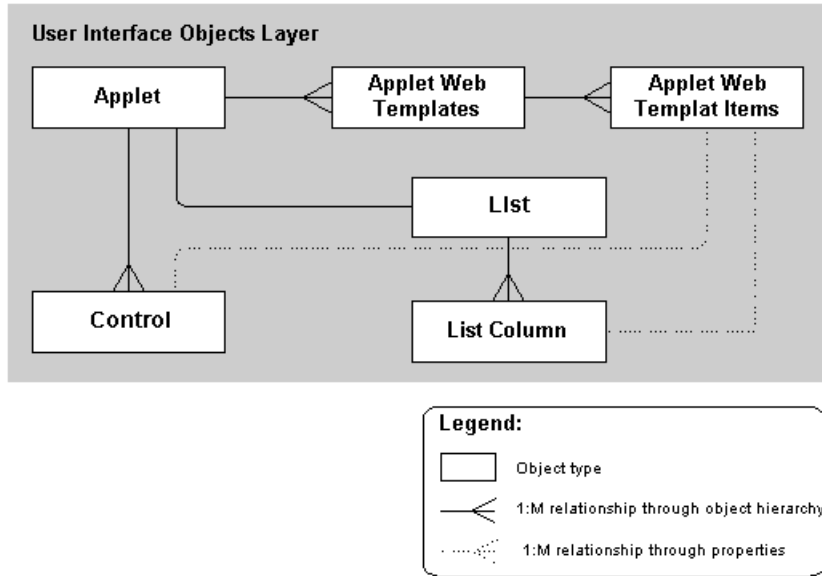 User Interface Objects Layer
Applet
Applet Web
Templates
Applet Web
Templat Items
LIst
Control
List Column
Legend:
Object type
1:M relationship through object hierarchy
1:M relationship through properties